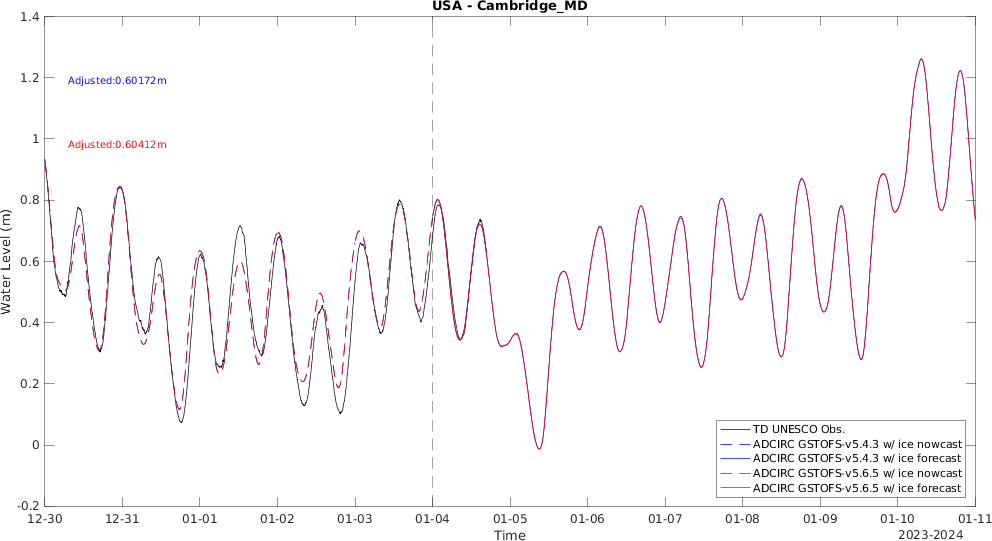 USA - Cambridge_MD
1.4
1.2
1
0.8
0.6
0.4
0.2
0
-0.2
Water Level (m)
Adjusted:0.60172m
Adjusted:0.60412m
TD UNESCO Obs.
ADCIRC GSTOFS-v5.4.3 w/ ice nowcast
ADCIRC GSTOFS-v5.4.3 w/ ice forecast
ADCIRC GSTOFS-v5.6.5 w/ ice nowcast
ADCIRC GSTOFS-v5.6.5 w/ ice forecast
12-30 12-31 01-01 01-02 01-03 01-04 01-05 01-06 01-07 01-08 01-09 01-10 01-11
Time
2023-2024